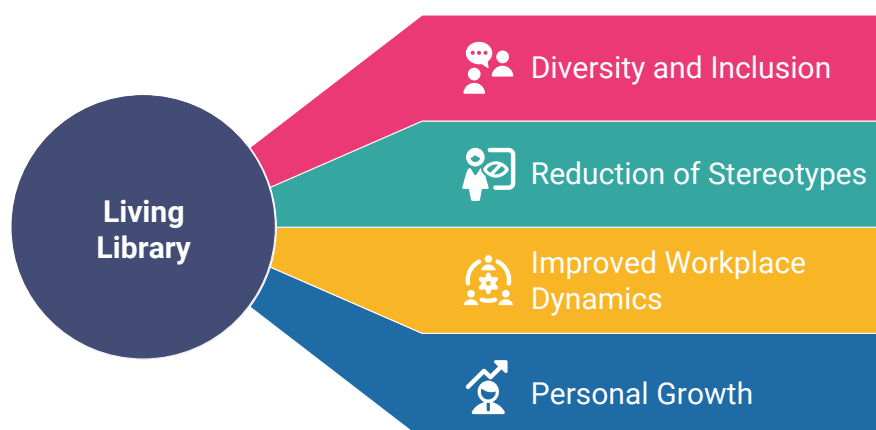 Living
Library
Diversity and Inclusion
Reduction of Stereotypes
Improved Workplace
Dynamics
Personal Growth